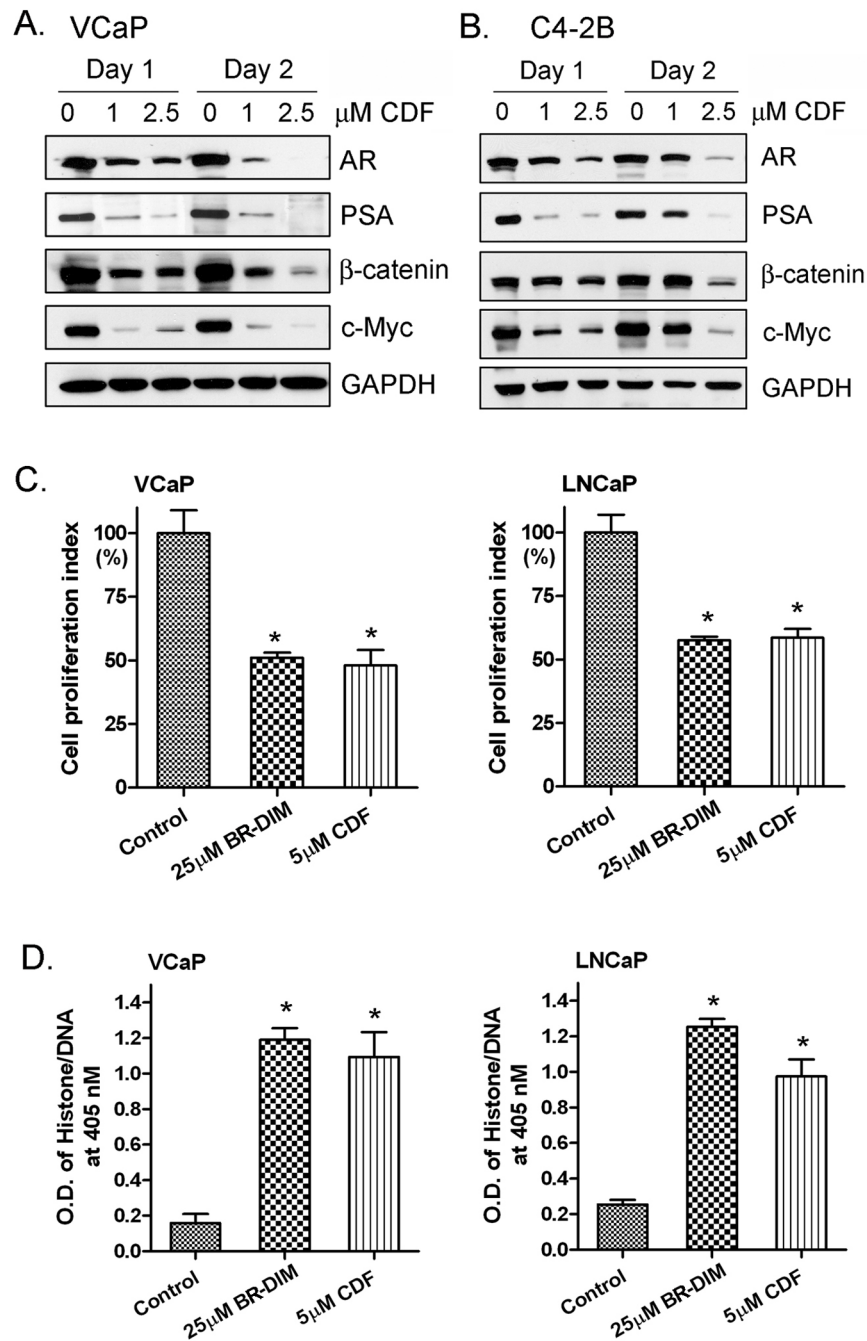 A. VCaP
Day 1 Day 2
0 1 2.5 0 1 2.5 μM CDF
AR
PSA
β-catenin
c-Myc
GAPDH
B. C4-2B
Day 1 Day 2
0 1 2.5 0 1 2.5 μM CDF
AR
PSA
β-catenin
c-Myc
GAPDH
C.
VCaP
Cell proliferation index
100
(%)
75
50
25
0
* *
Control 25μM BR-DIM 5μM CDF
LNCaP
Cell proliferation index
100
(%)
75
50
25
0
* *
Control 25μM BR-DIM 5μM CDF
D.
VCaP
O.D. of Histone/DNA
at 405 nM
1.4
1.2
1.0
0.8
0.6
0.4
0.2
0.0
* *
Control 25μM BR-DIM 5μM CDF
LNCaP
O.D. of Histone/DNA
at 405 nM
1.4
1.2
1.0
0.8
0.6
0.4
0.2
0.0
* *
Control 25μM BR-DIM 5μM CDF